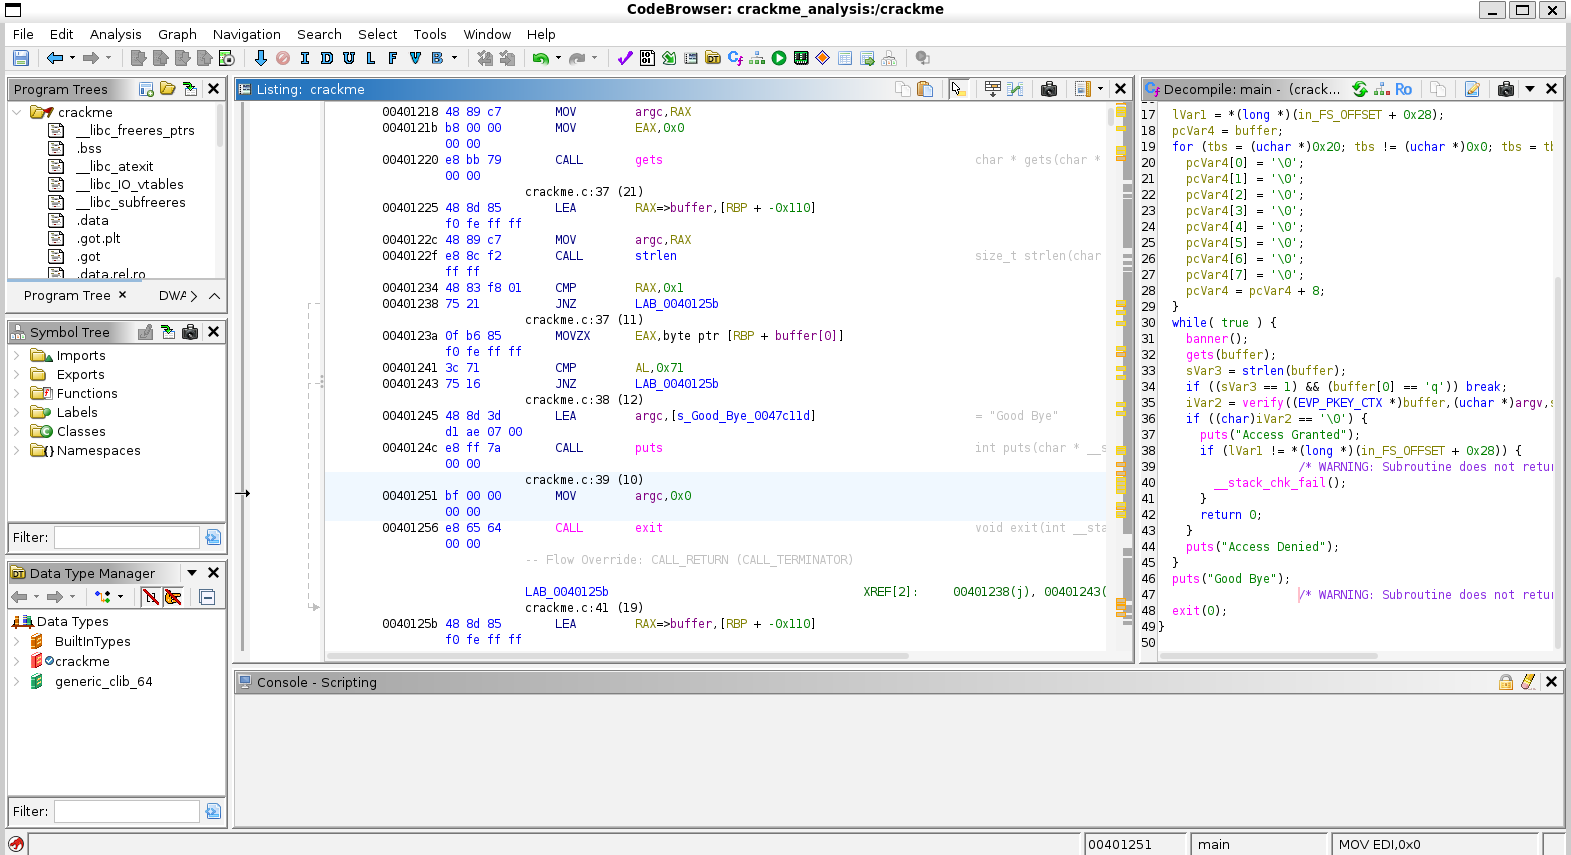 CodeBrowser: crackme_analysis:/crackme
File Edit Analysis Graph Navigation Search Select Tools Window Help
I D U L F V B
Program Trees
crackme
__libc_freeres_ptrs
.bss
__libc_atexit
__libc_IO_vtables
__libc_subfreeres
.data
.got.plt
.got
.data.rel.ro
Program Tree DWA
Symbol Tree
Imports
Exports
Functions
Labels
Classes
Namespaces
Filter:
Data Type Manager
Data Types
BuiltInTypes
crackme
generic_clib_64
Filter:
Listing: crackme
00401218 48 89 c7 MOV argc,RAX
0040121b b8 00 00 MOV EAX,0x0
00 00
00401220 e8 bb 79 CALL gets char * gets(char *
00 00
crackme.c:37 (21)
00401225 48 8d 85 LEA RAX=>buffer,[RBP + -0x110]
f0 fe ff ff
0040122c 48 89 c7 MOV argc,RAX
0040122f e8 8c f2 CALL strlen size_t strlen(char
ff ff
00401234 48 83 f8 01 CMP RAX,0x1
00401238 75 21 JNZ LAB_0040125b
crackme.c:37 (11)
0040123a 0f b6 85 MOVZX EAX,byte ptr [RBP + buffer[0]]
f0 fe ff ff
00401241 3c 71 CMP AL,0x71
00401243 75 16 JNZ LAB_0040125b
crackme.c:38 (12)
00401245 48 8d 3d LEA argc,[s_Good_Bye_0047c11d] = "Good Bye"
d1 ae 07 00
0040124c e8 ff 7a CALL puts int puts(char * __s
00 00
crackme.c:39 (10)
00401251 bf 00 00 MOV argc,0x0
00 00
00401256 e8 65 64 CALL exit void exit(int __sta
00 00
-- Flow Override: CALL_RETURN (CALL_TERMINATOR)
LAB_0040125b XREF[2]: 00401238(j), 00401243(
crackme.c:41 (19)
0040125b 48 8d 85 LEA RAX=>buffer,[RBP + -0x110]
f0 fe ff ff
Decompile: main - (crack...
17 lVar1 = *(long *)(in_FS_OFFSET + 0x28);
18 pcVar4 = buffer;
19 for (tbs = (uchar *)0x20; tbs != (uchar *)0x0; tbs = tb
20 pcVar4[0] = '\0';
21 pcVar4[1] = '\0';
22 pcVar4[2] = '\0';
23 pcVar4[3] = '\0';
24 pcVar4[4] = '\0';
25 pcVar4[5] = '\0';
26 pcVar4[6] = '\0';
27 pcVar4[7] = '\0';
28 pcVar4 = pcVar4 + 8;
29 }
30 while( true ) {
31 banner();
32 gets(buffer);
33 sVar3 = strlen(buffer);
34 if ((sVar3 == 1) && (buffer[0] == 'q')) break;
35 iVar2 = verify((EVP_PKEY_CTX *)buffer,(uchar *)argv,s
36 if ((char)iVar2 == '\0') {
37 puts("Access Granted");
38 if (lVar1 != *(long *)(in_FS_OFFSET + 0x28)) {
39 /* WARNING: Subroutine does not retur
40 __stack_chk_fail();
41 }
42 return 0;
43 }
44 puts("Access Denied");
45 }
46 puts("Good Bye");
47 /* WARNING: Subroutine does not retur
48 exit(0);
49 }
50
Console - Scripting
00401251 main MOV EDI,0x0